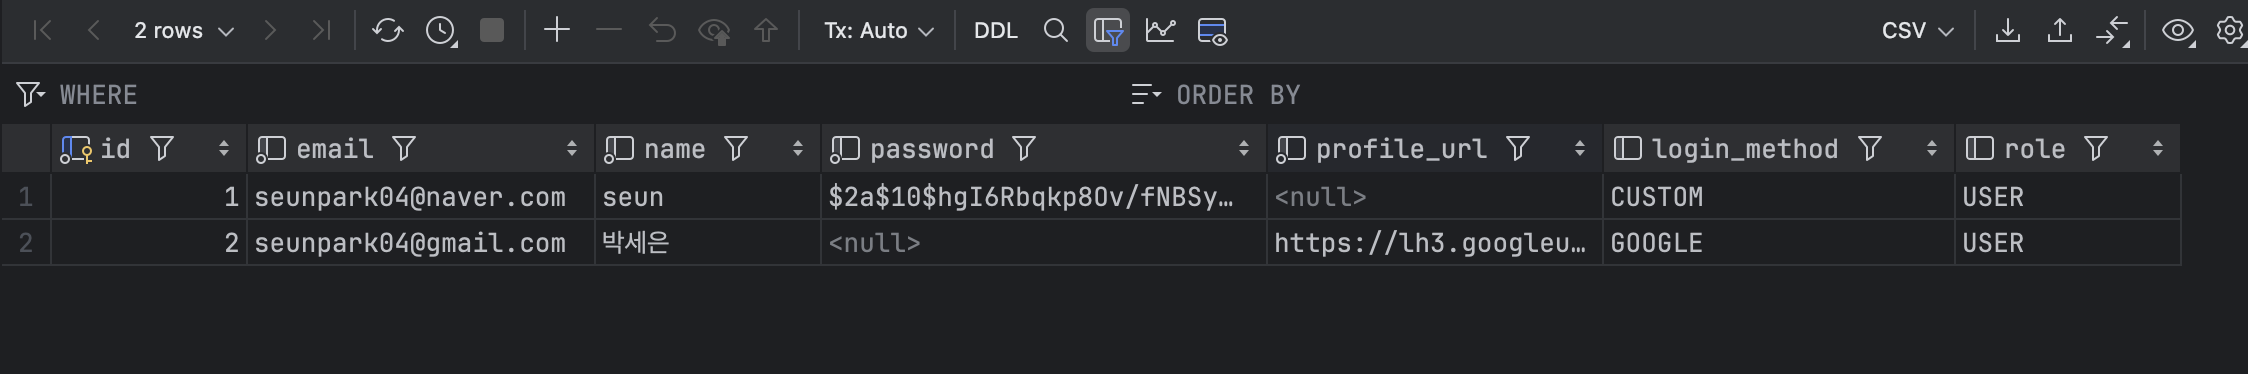 2 rows Tx: Auto DDL CSV
WHERE ORDER BY
id email name password profile_url login_method role
1 1 seunpark04@naver.com seun $2a$10$hgI6Rbqkp8Ov/fNBSy… <null> CUSTOM USER
2 2 seunpark04@gmail.com 박세은 <null> https://lh3.googleu… GOOGLE USER